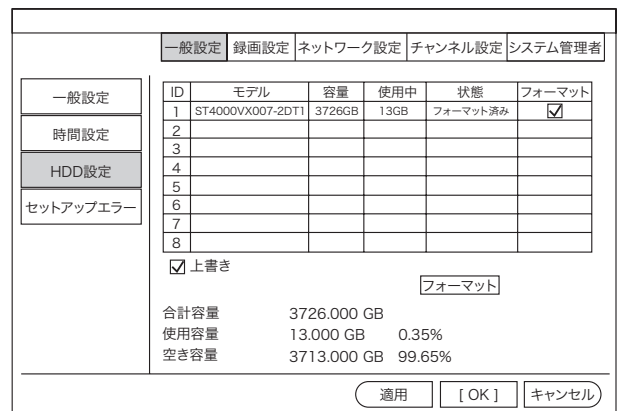 一般設定 録画設定 ネットワーク設定 チャンネル設定 システム管理者
一般設定
時間設定
HDD設定
セットアップエラー
ID モデル 容量 使用中 状態 フォーマット
1 ST4000VX007-2DT1 3726GB 13GB フォーマット済み
2
3
4
5
6
7
8
上書き
フォーマット
合計容量 3726.000 GB
使用容量 13.000 GB 0.35%
空き容量 3713.000 GB 99.65%
適用 [ OK ] キャンセル